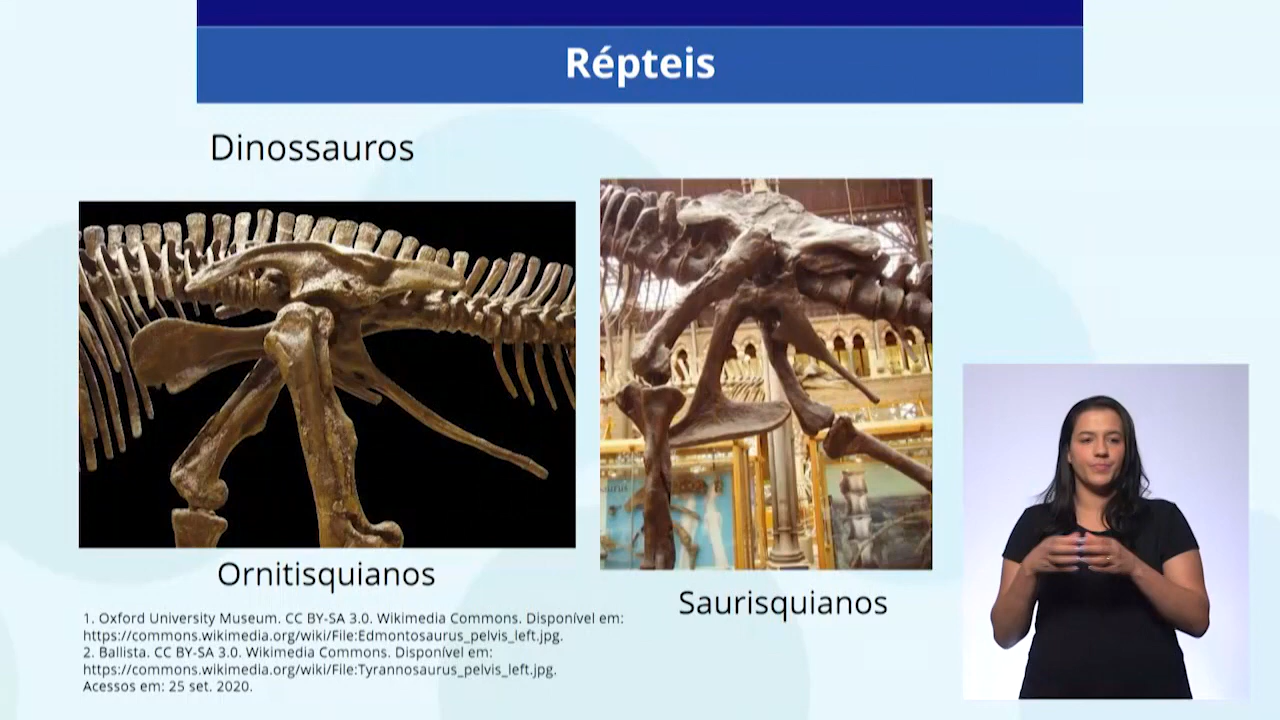 Répteis
Dinossauros
Ornitisquianos
Saurisquianos
1. Oxford University Museum. CC BY-SA 3.0. Wikimedia Commons. Disponível em:
https://commons.wikimedia.org/wiki/File:Edmontosaurus_pelvis_left.jpg.
2. Ballista. CC BY-SA 3.0. Wikimedia Commons. Disponível em:
https://commons.wikimedia.org/wiki/File:Tyrannosaurus_pelvis_left.jpg.
Acessos em: 25 set. 2020.